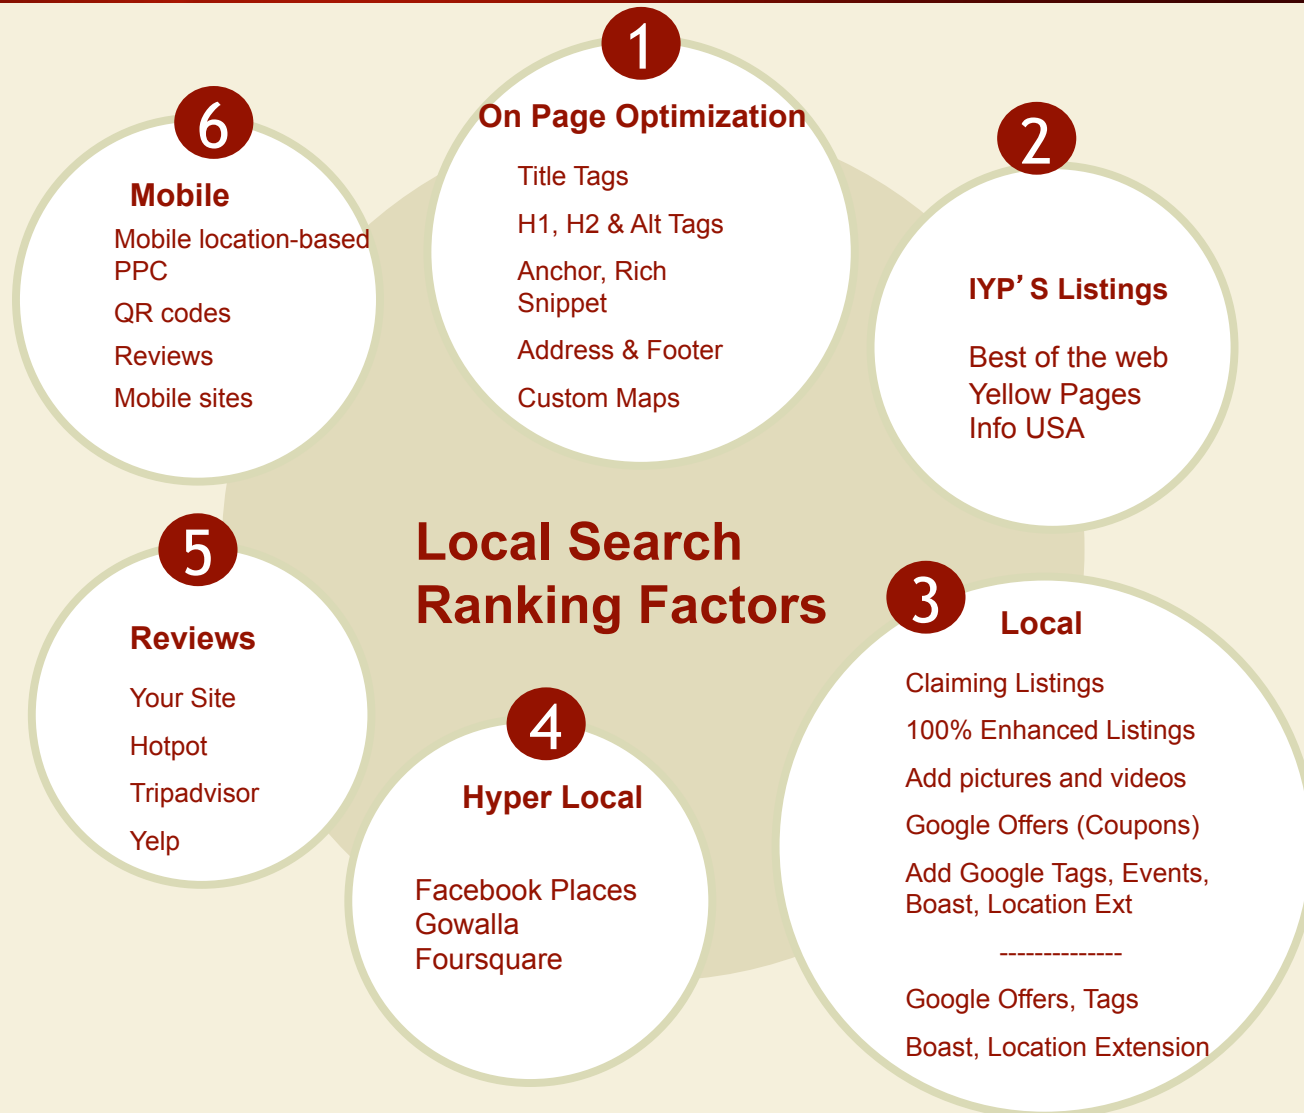 1
On Page Optimization
Title Tags
H1, H2 & Alt Tags
Anchor, Rich
Snippet
Address & Footer
Custom Maps
2
IYP’S Listings
Best of the web
Yellow Pages
Info USA
3
Local
Claiming Listings
100% Enhanced Listings
Add pictures and videos
Google Offers (Coupons)
Add Google Tags, Events,
Boast, Location Ext
--------------
Google Offers, Tags
Boast, Location Extension
4
Hyper Local
Facebook Places
Gowalla
Foursquare
5
Reviews
Your Site
Hotpot
Tripadvisor
Yelp
6
Mobile
Mobile location-based
PPC
QR codes
Reviews
Mobile sites
Local Search
Ranking Factors